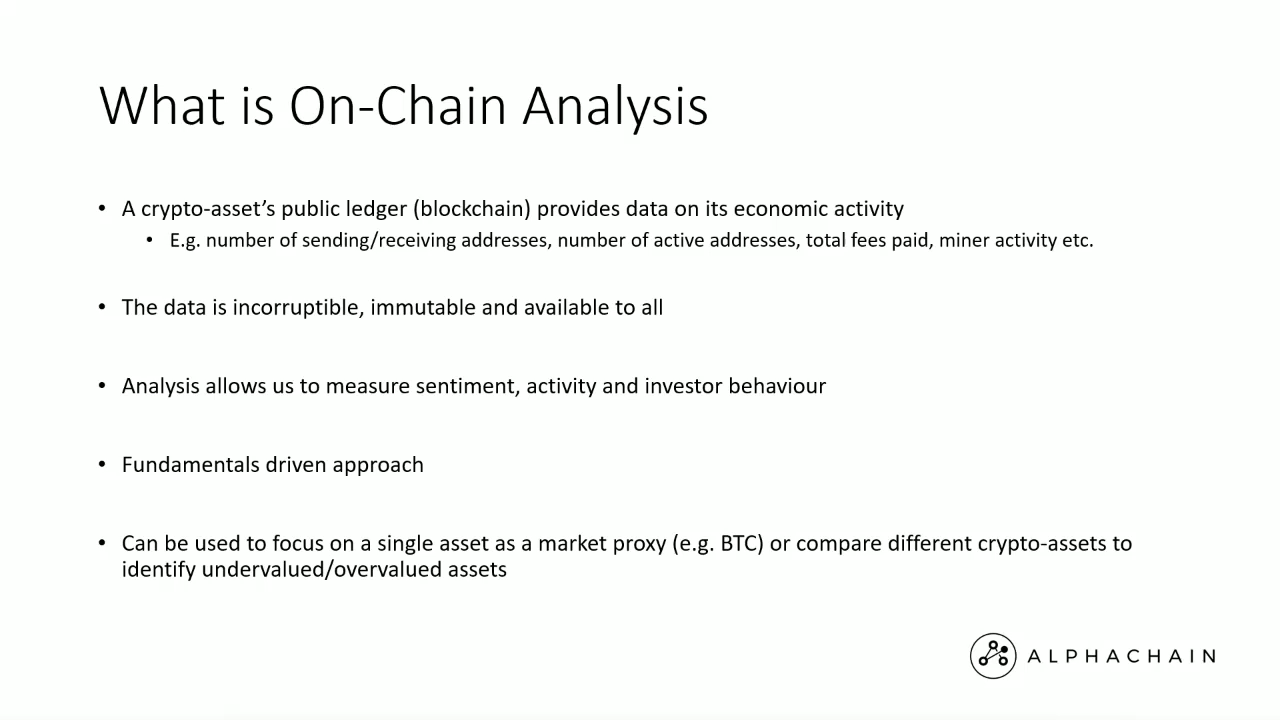 What is On-Chain Analysis
• A crypto-asset’s public ledger (blockchain) provides data on its economic activity
• E.g. number of sending/receiving addresses, number of active addresses, total fees paid, miner activity etc.
• The data is incorruptible, immutable and available to all
• Analysis allows us to measure sentiment, activity and investor behaviour
• Fundamentals driven approach
• Can be used to focus on a single asset as a market proxy (e.g. BTC) or compare different crypto-assets to
identify undervalued/overvalued assets
ALPHACHAIN